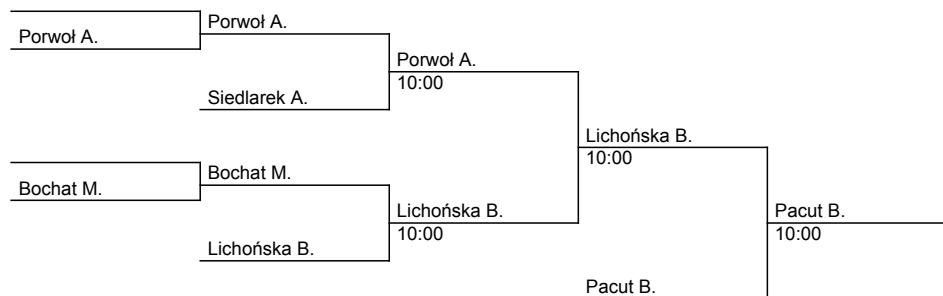 Porwoł A.
Porwoł A.
Porwoł A.
10:00
Siedlarek A.
Lichońska B.
10:00
Bochat M.
Bochat M.
Lichońska B.
10:00
Pacut B.
10:00
Lichońska B.
Pacut B.